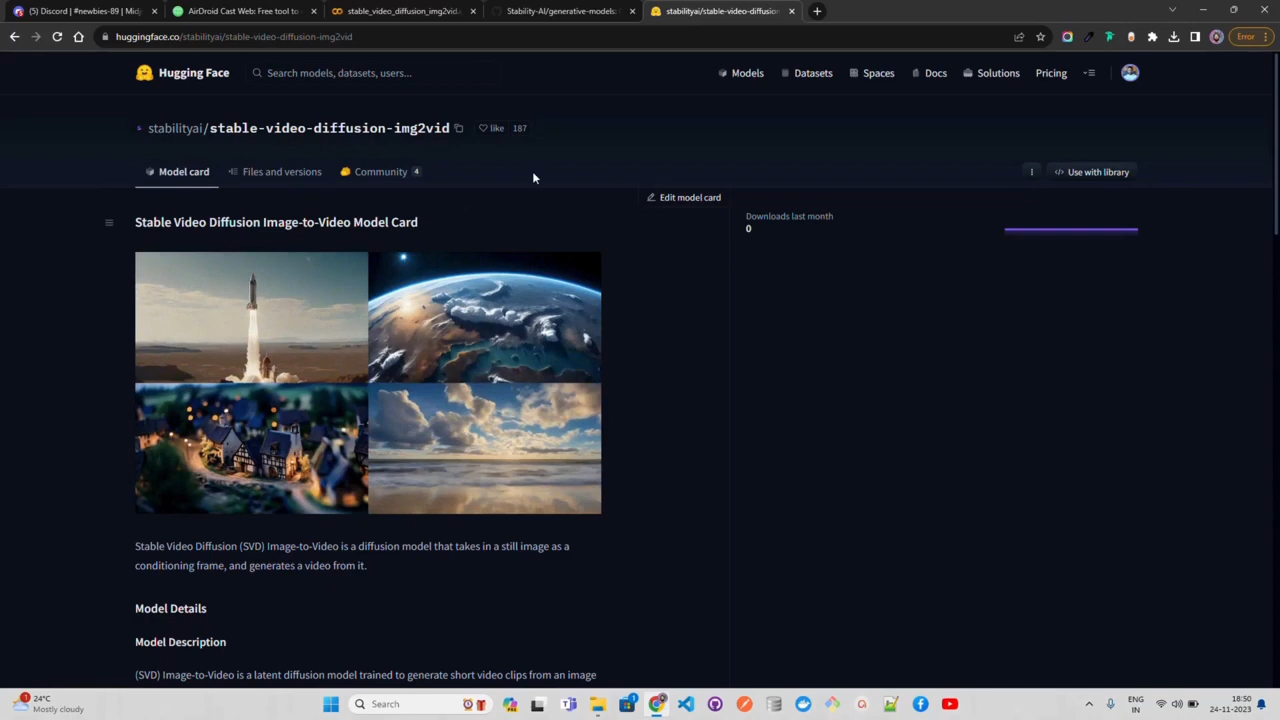 (5) Discord | #newbies-89 | Mid
AirDroid Cast Web: Free tool to
stable_video_diffusion_img2vid.
Stability-AI/generative-models:
stabilityai/stable-video-diffusion
huggingface.co/stabilityai/stable-video-diffusion-img2vid
Error
Hugging Face
Search models, datasets, users...
Models
Datasets
Spaces
Docs
Solutions
Pricing
stabilityai/stable-video-diffusion-img2vid
like 187
Model card
Files and versions
Community 4
Use with library
Edit model card
Downloads last month
0
Stable Video Diffusion Image-to-Video Model Card
Stable Video Diffusion (SVD) Image-to-Video is a diffusion model that takes in a still image as a
conditioning frame, and generates a video from it.
Model Details
Model Description
(SVD) Image-to-Video is a latent diffusion model trained to generate short video clips from an image
1
24°C
Mostly cloudy
Search
1
ENG
IN
18:50
24-11-2023